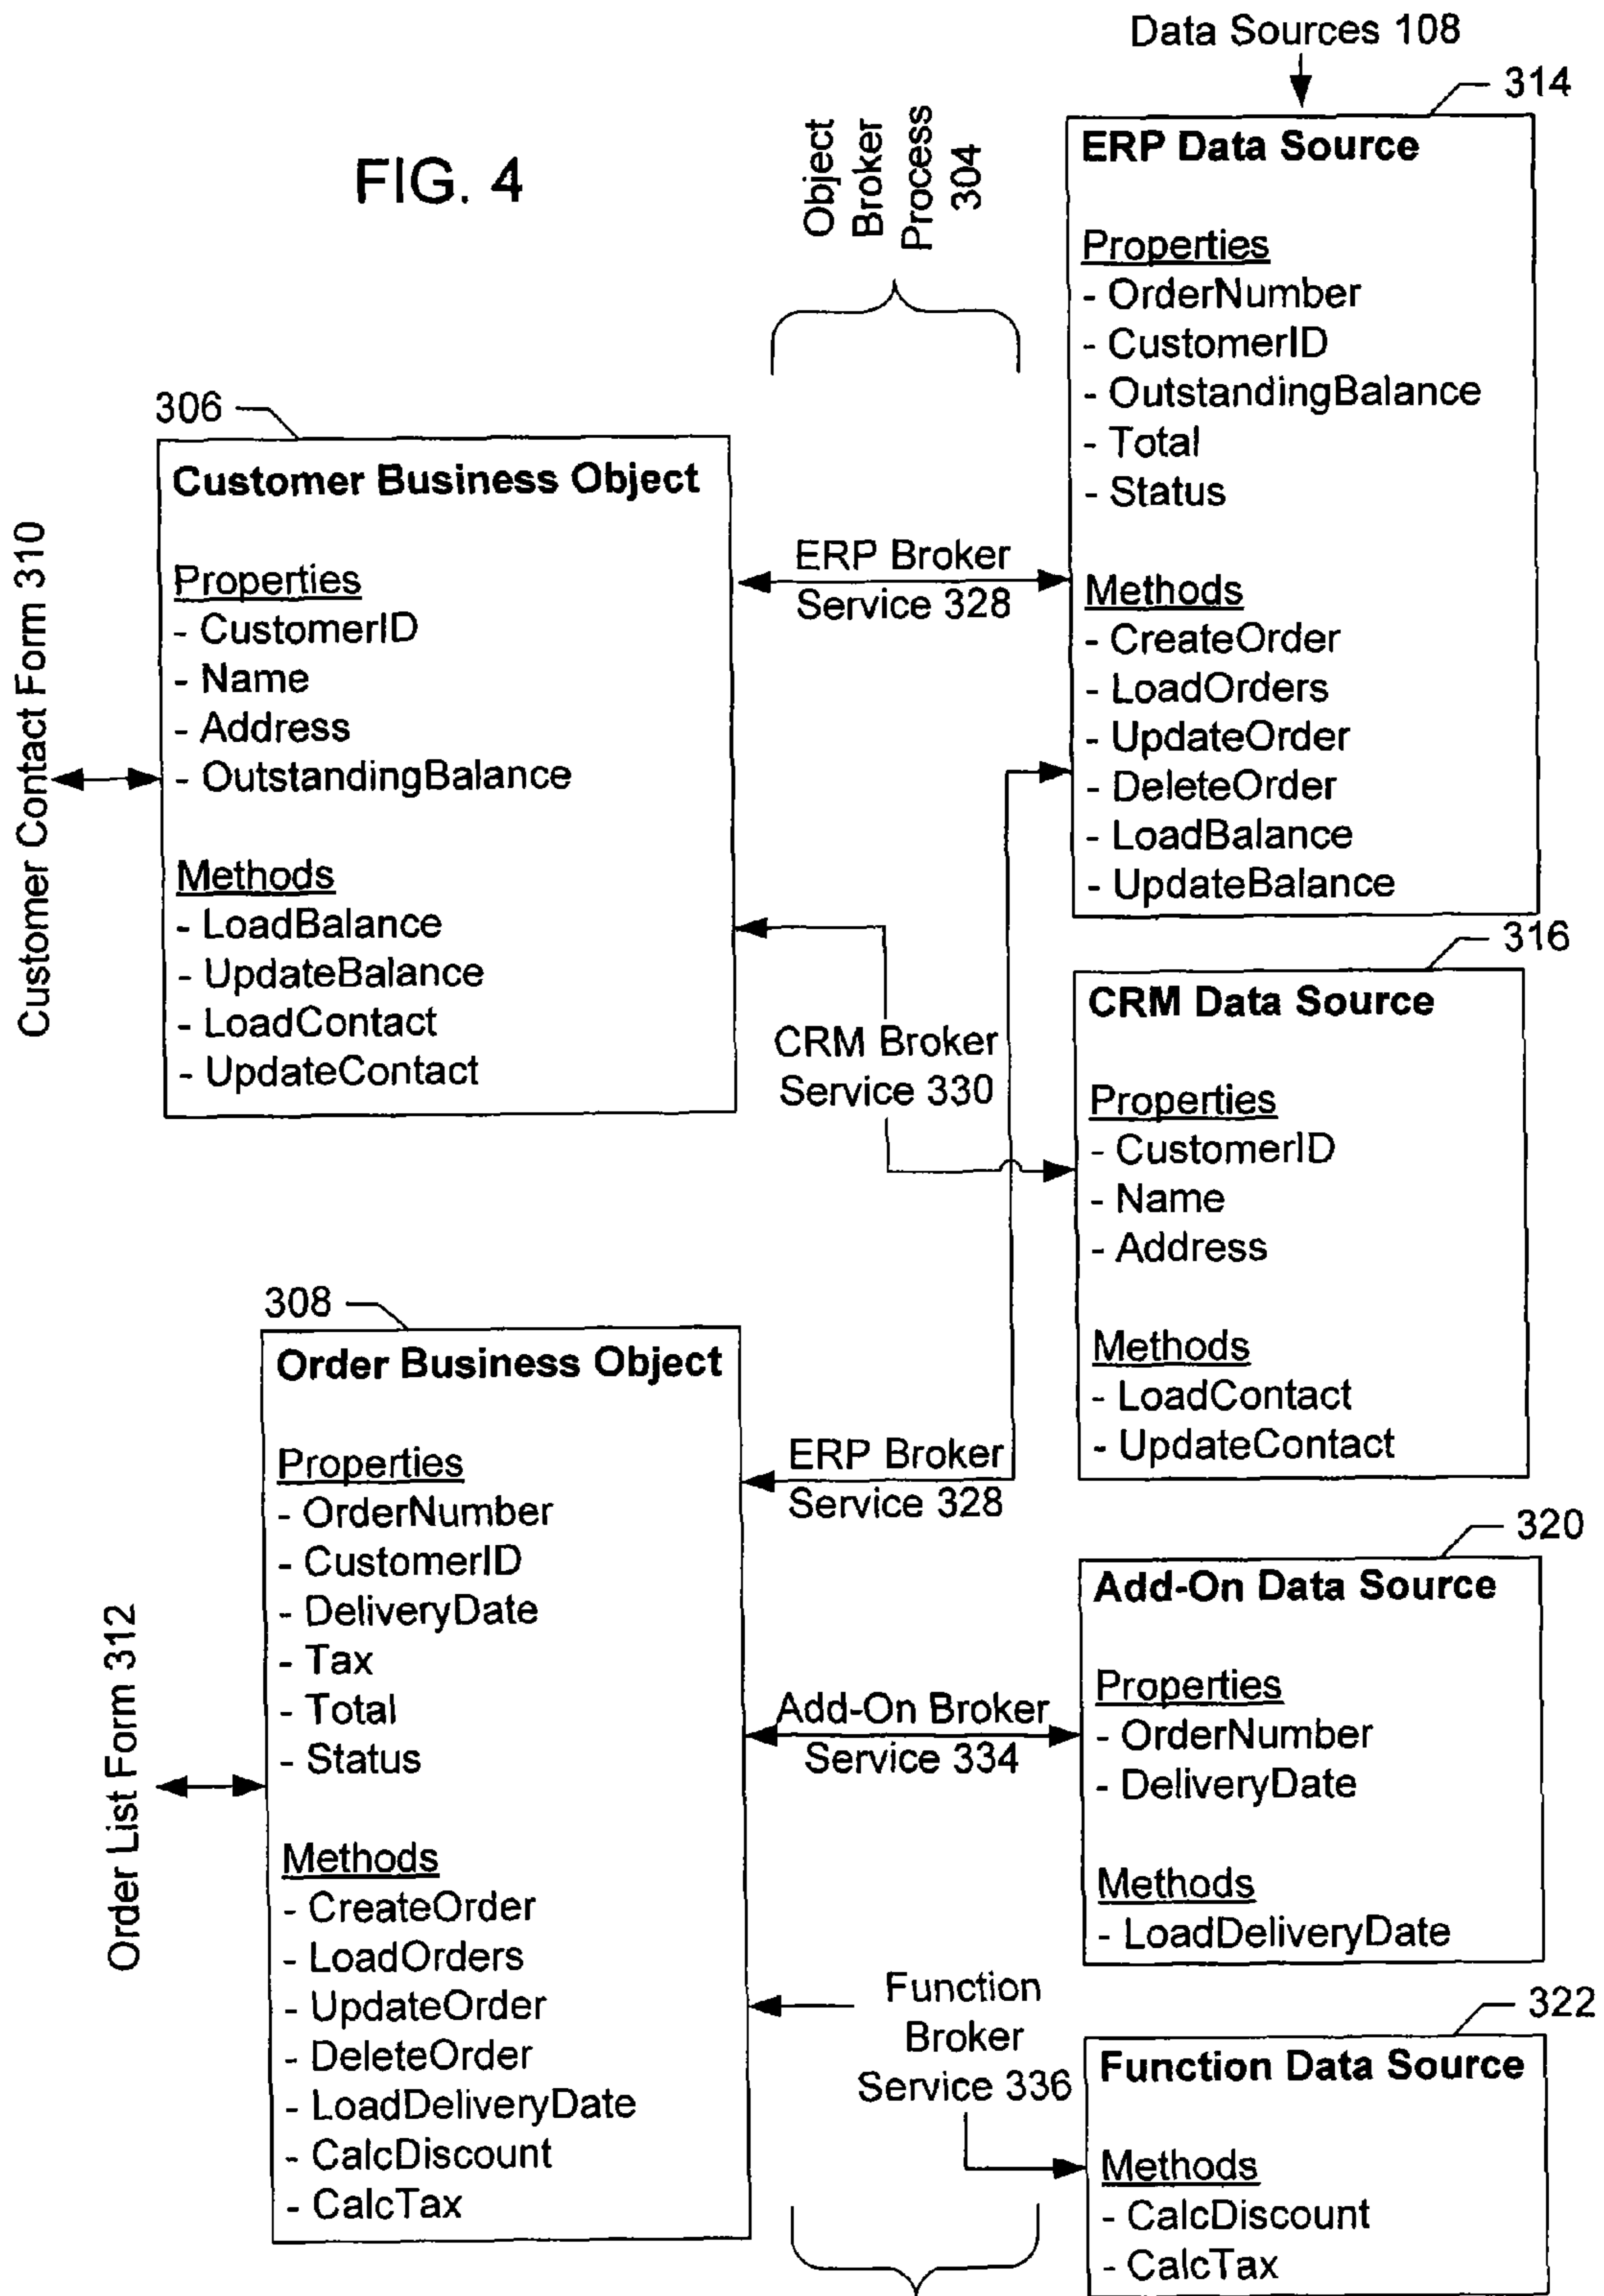 Data Sources 108
314
FIG. 4
Object
Broker
Process
304
ERP Data Source
Properties
- OrderNumber
- CustomerID
- OutstandingBalance
- Total
- Status
Methods
- CreateOrder
- LoadOrders
- UpdateOrder
- DeleteOrder
- LoadBalance
- UpdateBalance
306
Customer Business Object
Properties
- CustomerID
- Name
- Address
- OutstandingBalance
Methods
- LoadBalance
- UpdateBalance
- LoadContact
- UpdateContact
Customer Contact Form 310
ERP Broker
Service 328
CRM Broker
Service 330
316
CRM Data Source
Properties
- CustomerID
- Name
- Address
Methods
- LoadContact
- UpdateContact
308
Order Business Object
Properties
- OrderNumber
- CustomerID
- DeliveryDate
- Tax
- Total
- Status
Methods
- CreateOrder
- LoadOrders
- UpdateOrder
- DeleteOrder
- LoadDeliveryDate
- CalcDiscount
- CalcTax
Order List Form 312
ERP Broker
Service 328
Add-On Broker
Service 334
Function
Broker
Service 336
320
Add-On Data Source
Properties
- OrderNumber
- DeliveryDate
Methods
- LoadDeliveryDate
322
Function Data Source
Methods
- CalcDiscount
- CalcTax